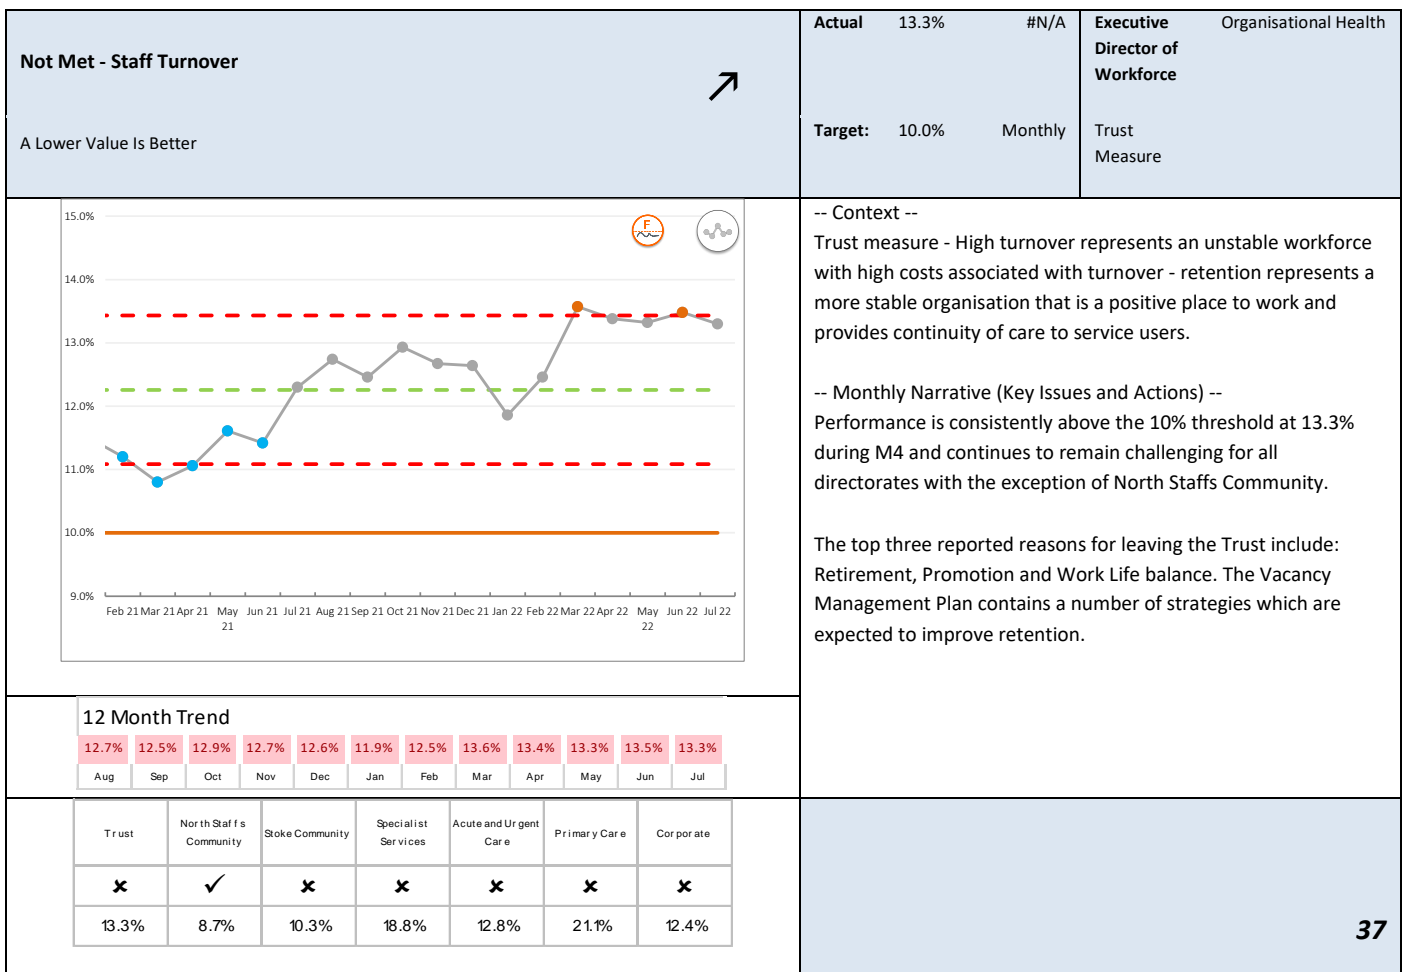 Not Met - Staff Turnover
A Lower Value Is Better
Actual 13.3% #N/A
Target: 10.0% Monthly
Executive
Director of
Workforce
Organisational Health
Trust
Measure
15.0%
14.0%
13.0%
12.0%
11.0%
10.0%
9.0%
F
Feb 21 Mar 21 Apr 21 May 21 Jun 21 Jul 21 Aug 21 Sep 21 Oct 21 Nov 21 Dec 21 Jan 22 Feb 22 Mar 22 Apr 22 May 22 Jun 22 Jul 22
-- Context --
Trust measure - High turnover represents an unstable workforce
with high costs associated with turnover - retention represents a
more stable organisation that is a positive place to work and
provides continuity of care to service users.
-- Monthly Narrative (Key Issues and Actions) --
Performance is consistently above the 10% threshold at 13.3%
during M4 and continues to remain challenging for all
directorates with the exception of North Staffs Community.
The top three reported reasons for leaving the Trust include:
Retirement, Promotion and Work Life balance. The Vacancy
Management Plan contains a number of strategies which are
expected to improve retention.
12 Month Trend
12.7% 12.5% 12.9% 12.7% 12.6% 11.9% 12.5% 13.6% 13.4% 13.3% 13.5% 13.3%
Aug Sep Oct Nov Dec Jan Feb Mar Apr May Jun Jul
Trust
North Staffs
Community
Stoke Community
Specialist
Services
Acute and Urgent
Care
Primary Care
Corporate
✘ ✓ ✘ ✘ ✘ ✘ ✘
13.3% 8.7% 10.3% 18.8% 12.8% 21.1% 12.4%
37